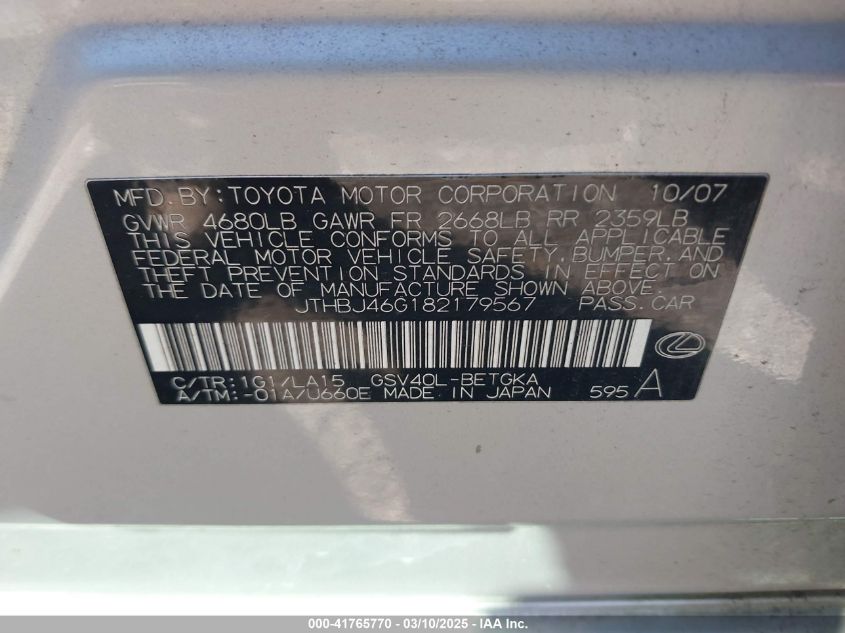 MFD.BY:TOYOTA MOTOR CORPORATION 10/07
GVWR 4680LB GAWR FR 2668LB RR 2359LB
THIS VEHICLE CONFORMS TO ALL APPLICABLE
FEDERAL MOTOR VEHICLE SAFETY,BUMPER,AND
THEFT PREVENTION STANDARDS IN EFFECT ON
THE DATE OF MANUFACTURE SHOWN ABOVE.
JTHBJ46G182179567 PASS.CAR
C/TR:1G1/LA15 GSV40L-BETGKA
A/TM:-01A/U660E MADE IN JAPAN 595 A
000-41765770 - 03/10/2025 - IAA Inc.